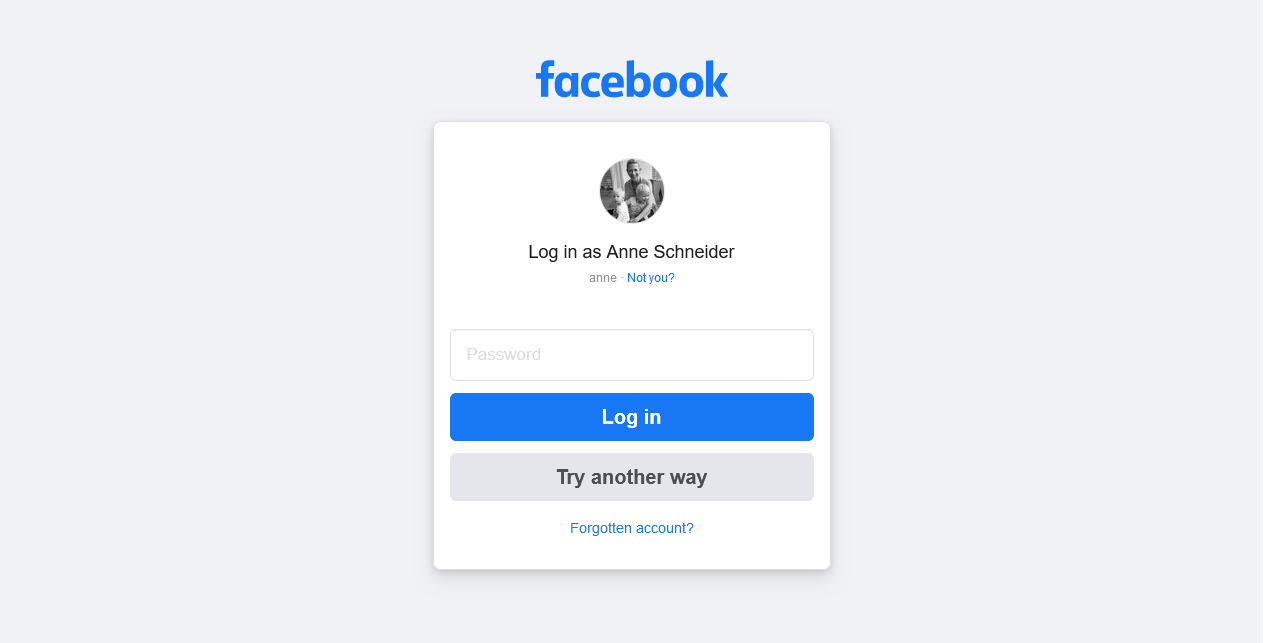 facebook
Log in as Anne Schneider
anne · Not you?
Password
Log in
Try another way
Forgotten account?